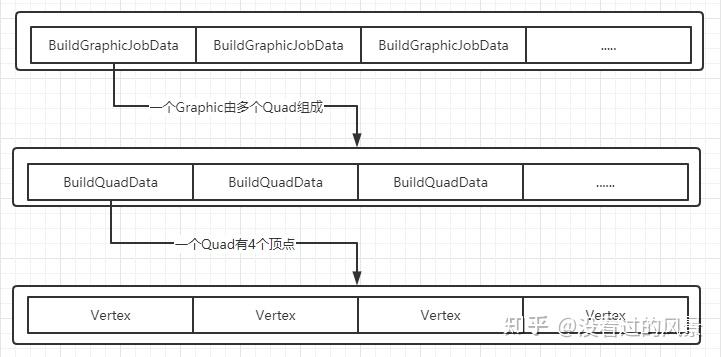 BuildGraphicJobData BuildGraphicJobData BuildGraphicJobData .....
一个Graphic由多个Quad组成
BuildQuadData BuildQuadData BuildQuadData ......
一个Quad有4个顶点
Vertex Vertex Vertex Vertex
知乎 @没看过的风景